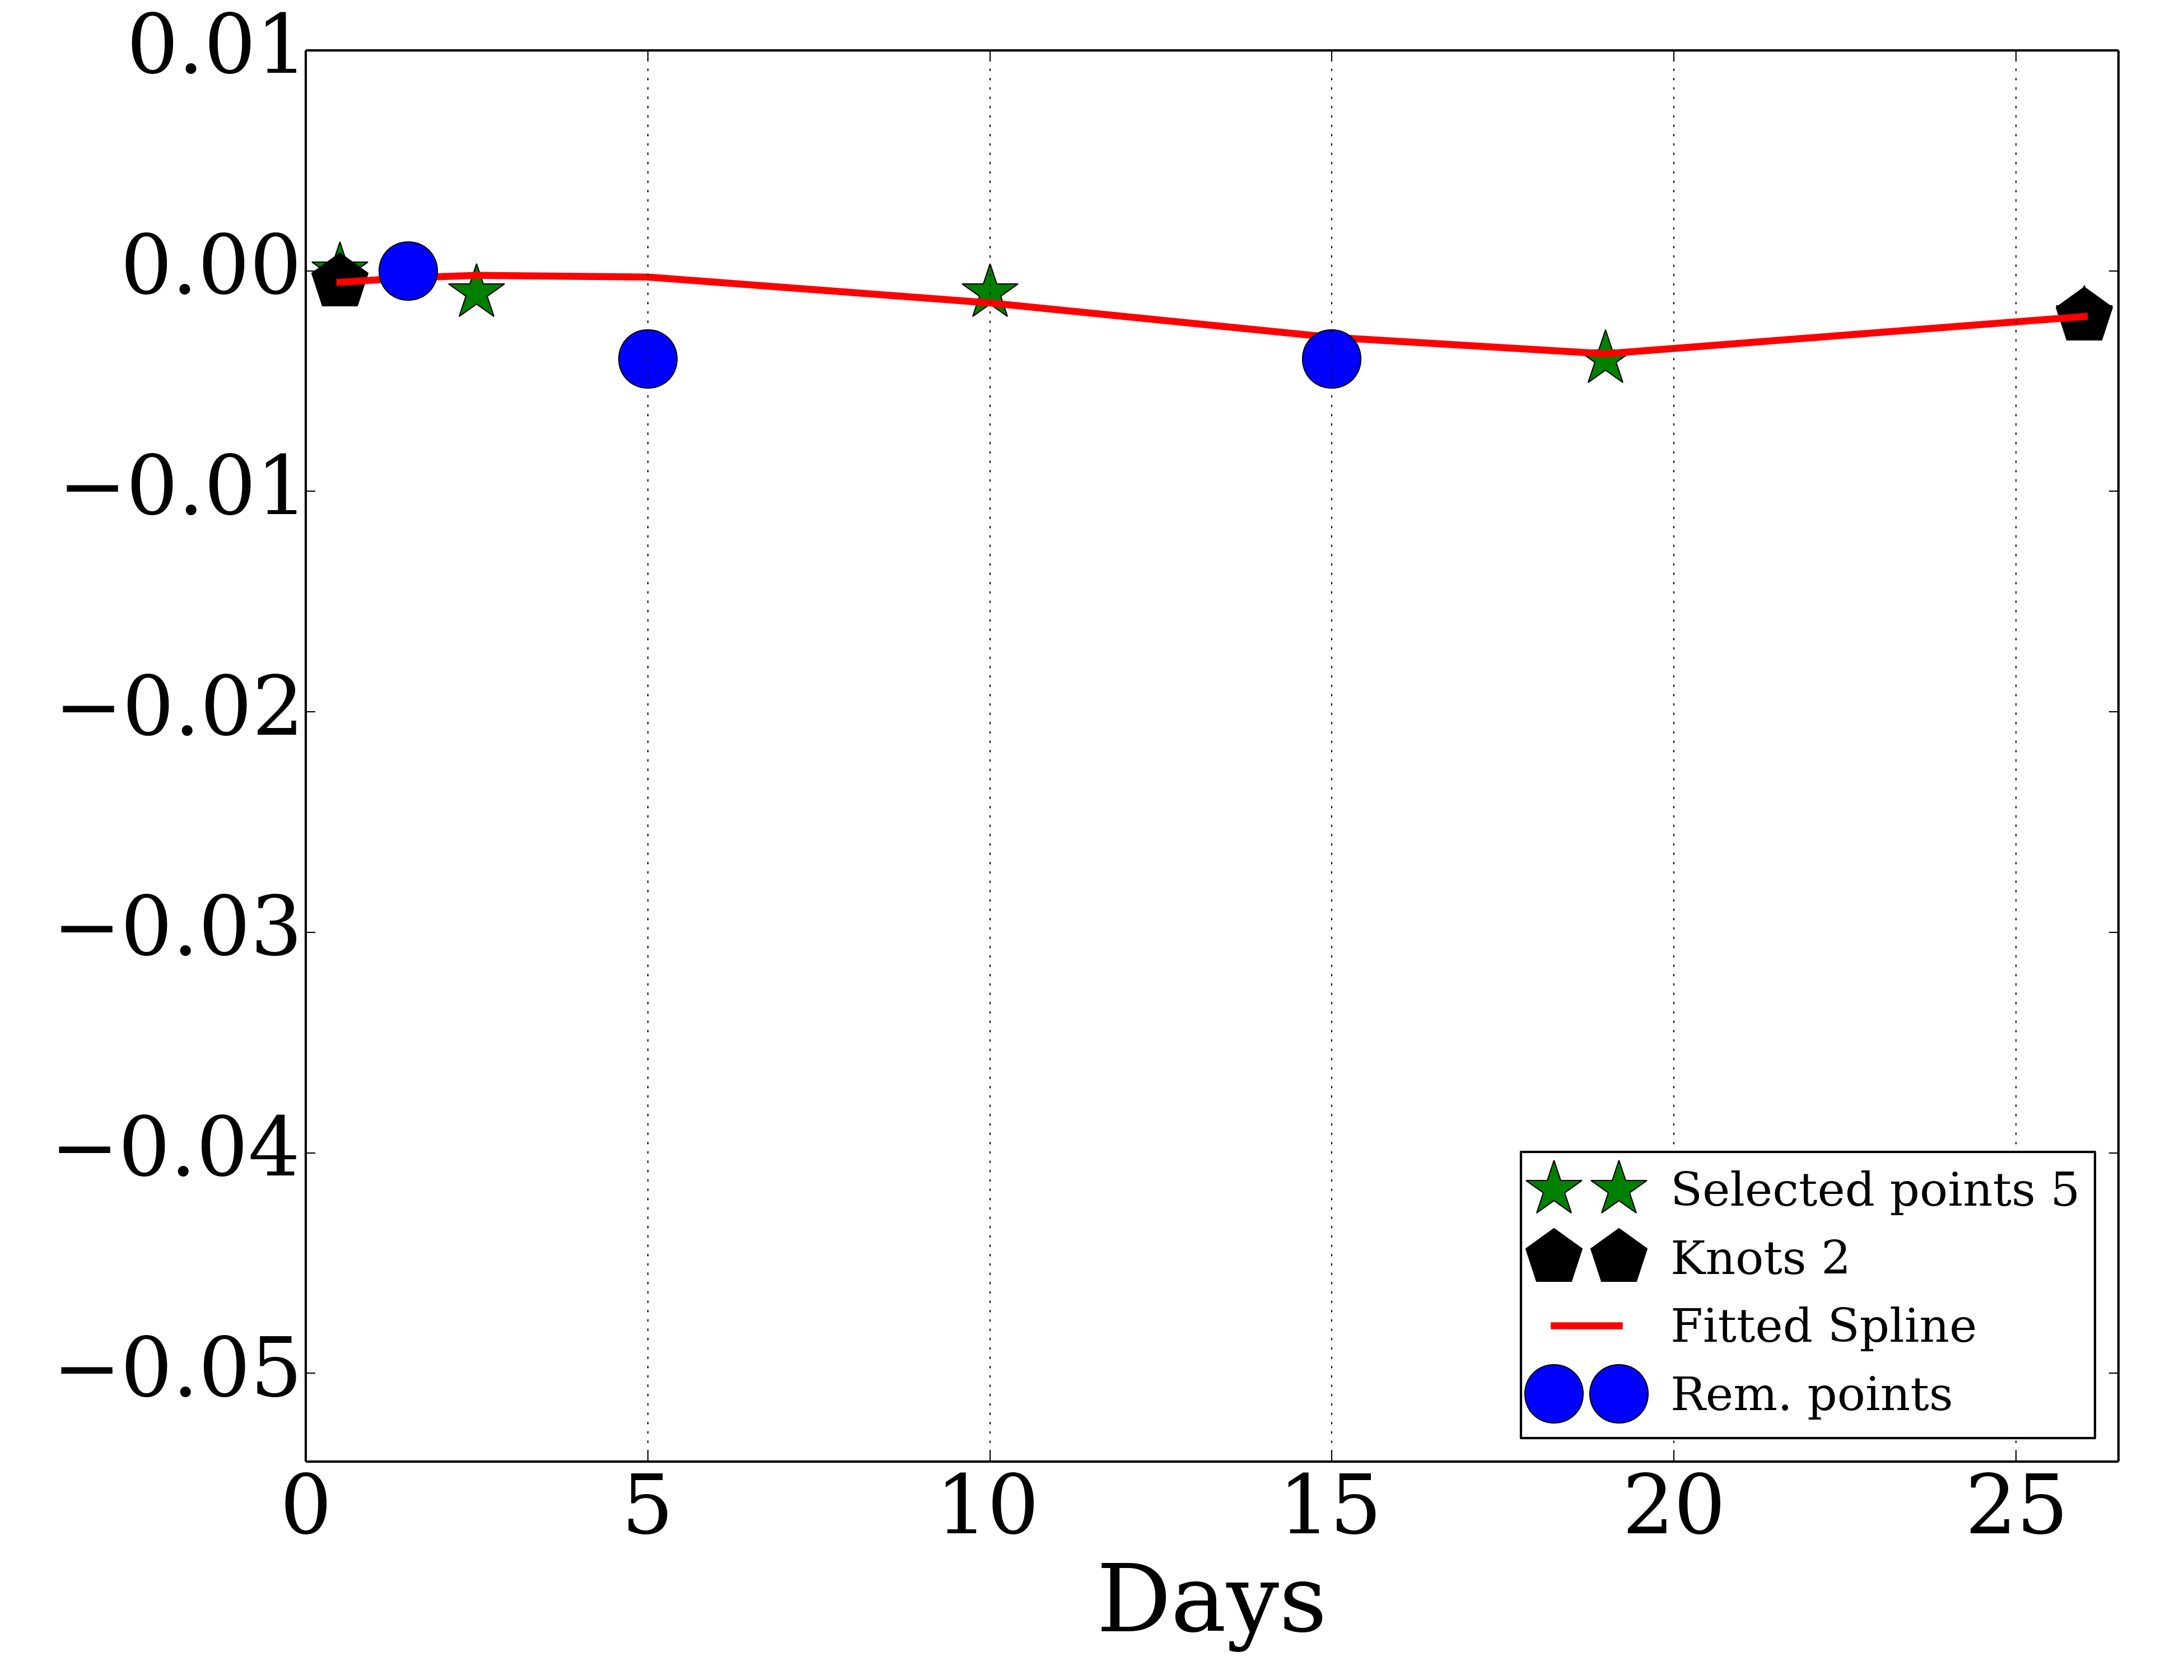 0.01
0.00
−0.01
−0.02
−0.03
−0.04
−0.05
0 5 10 15 20 25
Days
Selected points 5
Knots 2
Fitted Spline
Rem. points